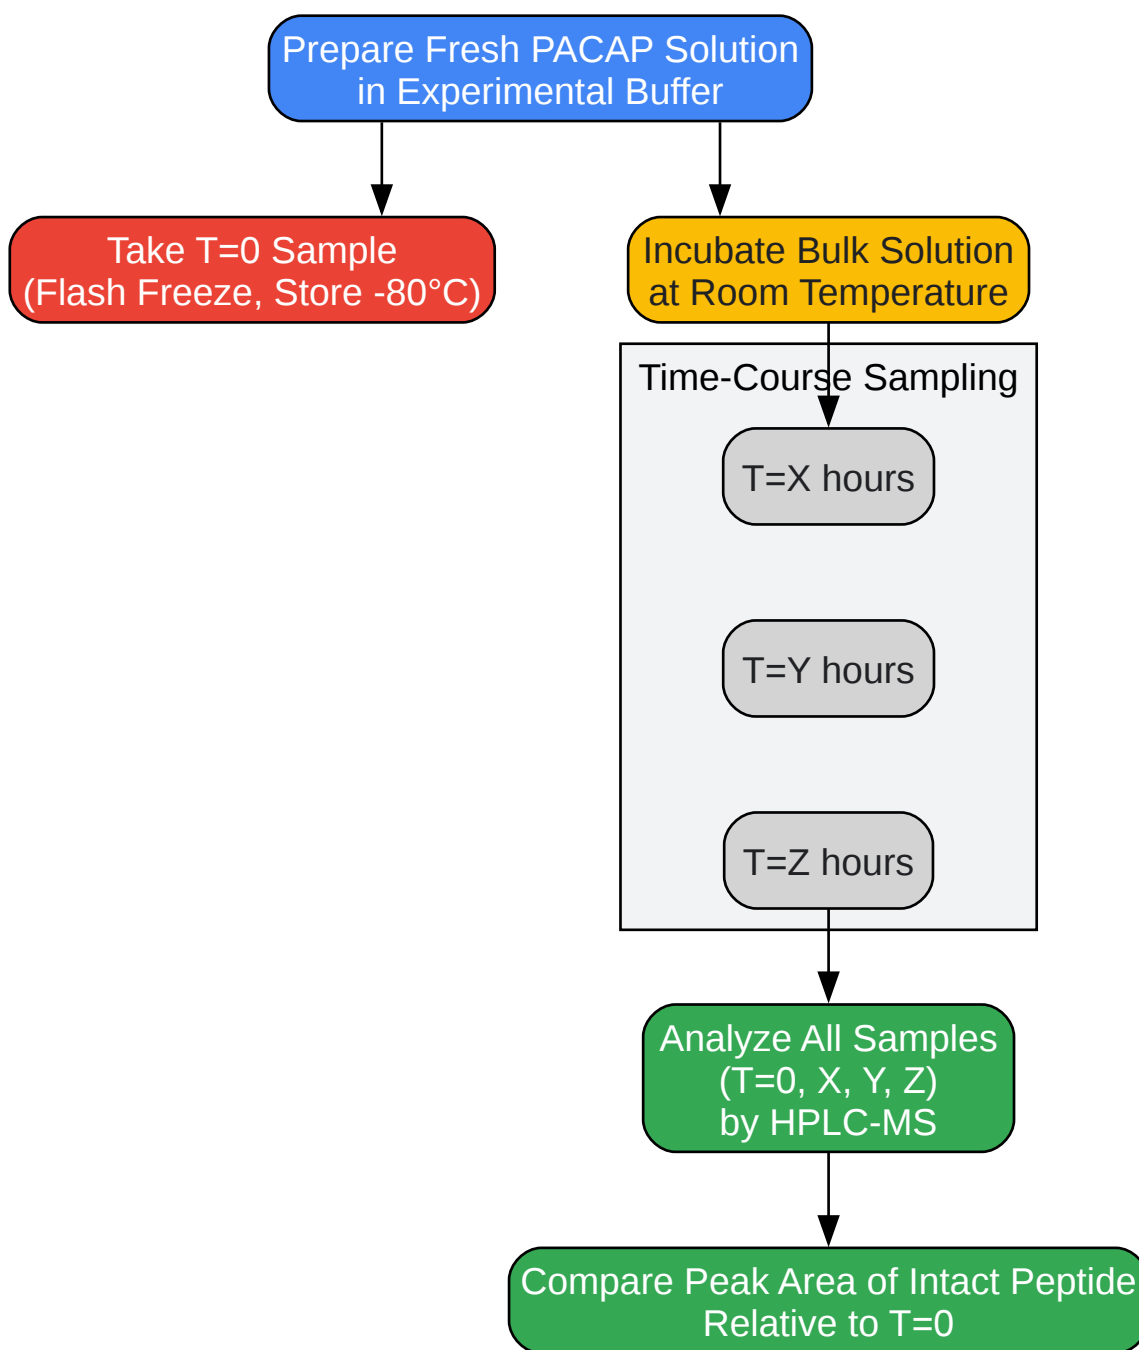 Prepare Fresh PACAP Solution
in Experimental Buffer
Take T=0 Sample
(Flash Freeze, Store -80°C)
Incubate Bulk Solution
at Room Temperature
Time-Course Sampling
T=X hours
T=Y hours
T=Z hours
Analyze All Samples
(T=0, X, Y, Z)
by HPLC-MS
Compare Peak Area of Intact Peptide
Relative to T=0